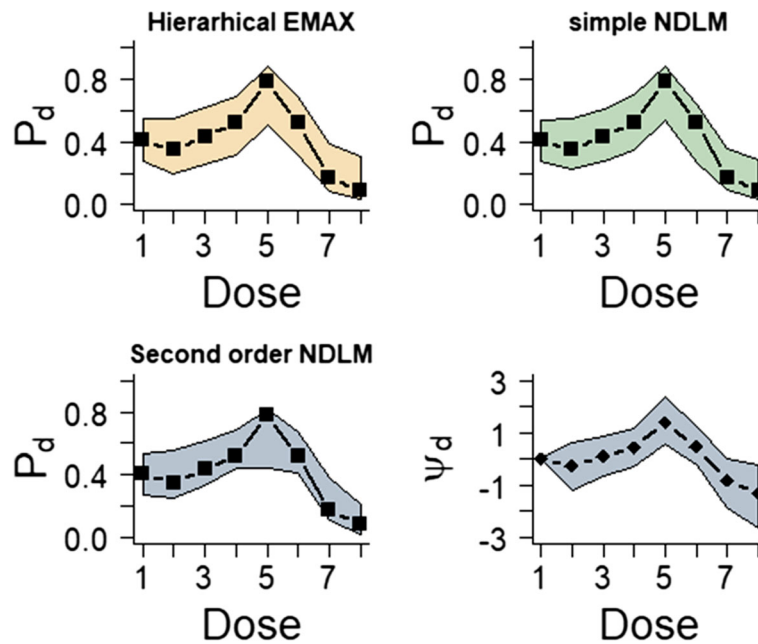 Hierarhical EMAX
P_d
0.8
0.4
0.0
1 3 5 7
Dose
simple NDLM
P_d
0.8
0.4
0.0
1 3 5 7
Dose
Second order NDLM
P_d
0.8
0.4
0.0
1 3 5 7
Dose
ψ_d
3
1
-1
-3
1 3 5 7
Dose